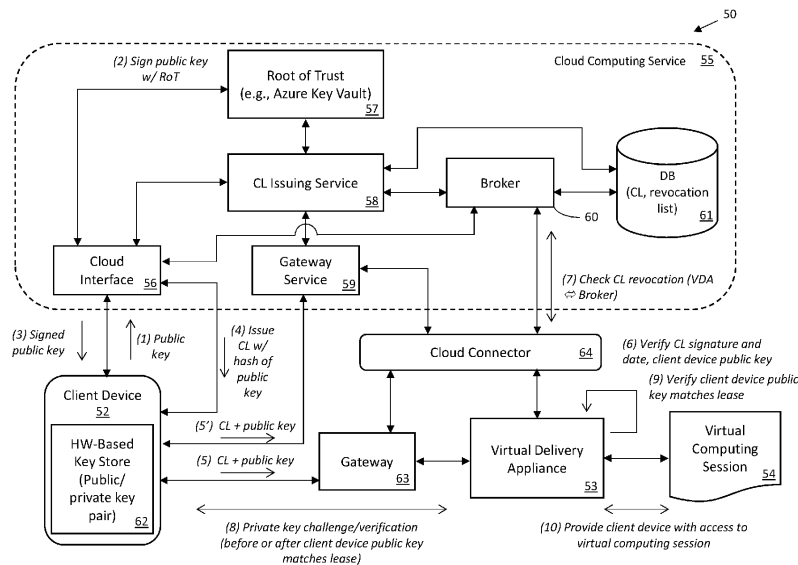 50
(2) Sign public key
w/ RoT
Root of Trust
(e.g., Azure Key Vault)
57
Cloud Computing Service 55
CL Issuing Service
58
Broker
60
DB
(CL, revocation
list)
61
Cloud
Interface
56
Gateway
Service
59
(7) Check CL revocation (VDA
⇔ Broker)
(3) Signed
public key
(1) Public
key
(4) Issue
CL w/
hash of
public
key
Cloud Connector
64
(6) Verify CL signature and
date, client device public key
(9) Verify client device public
key matches lease
Client Device
52
HW-Based
Key Store
(Public/
private key
pair)
62
(5') CL + public key
(5) CL + public key
Gateway
63
Virtual Delivery
Appliance
53
Virtual
Computing
Session
54
(8) Private key challenge/verification
(before or after client device public key
matches lease)
(10) Provide client device with access to
virtual computing session